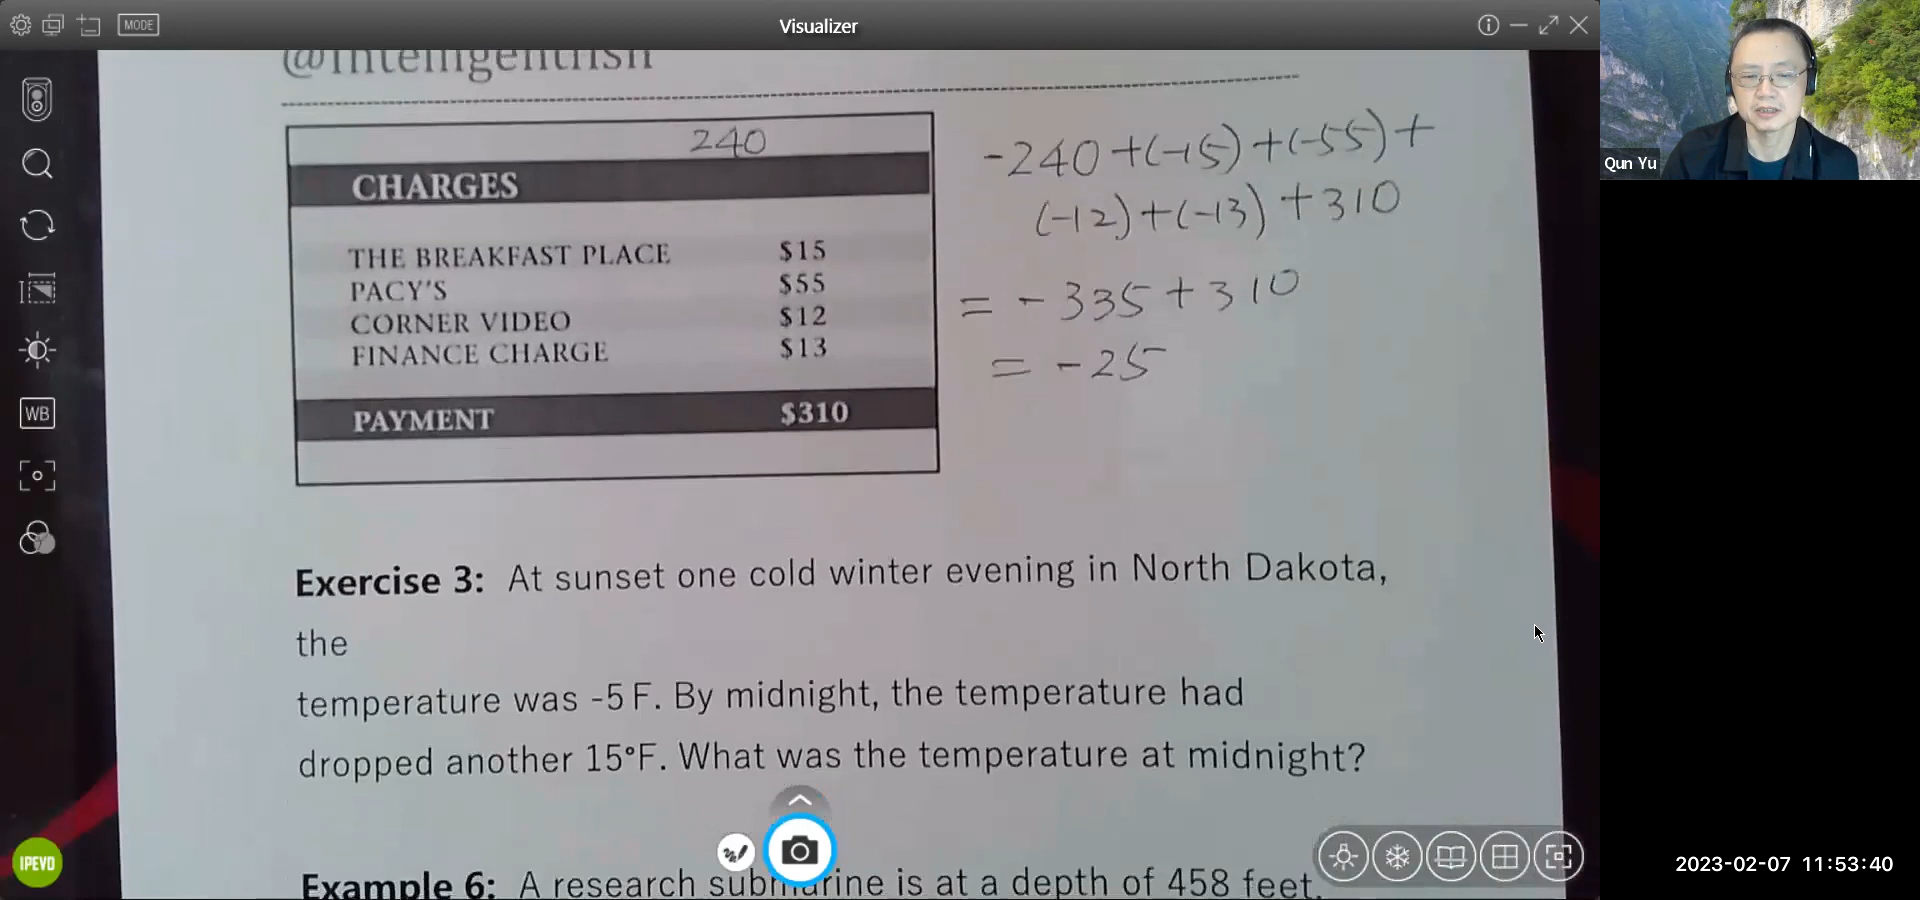 MODE
Visualizer
@intelligentfish
240
CHARGES
THE BREAKFAST PLACE $15
PACY'S $55
CORNER VIDEO $12
FINANCE CHARGE $13
PAYMENT $310
-240+(-15)+(-55)+
(-12)+(-13)+310
= -335+310
= -25
Exercise 3: At sunset one cold winter evening in North Dakota,
the
temperature was -5 F. By midnight, the temperature had
dropped another 15°F. What was the temperature at midnight?
Example 6: A research submarine is at a depth of 458 feet.
WB
IPEVO
Qun Yu
2023-02-07 11:53:40